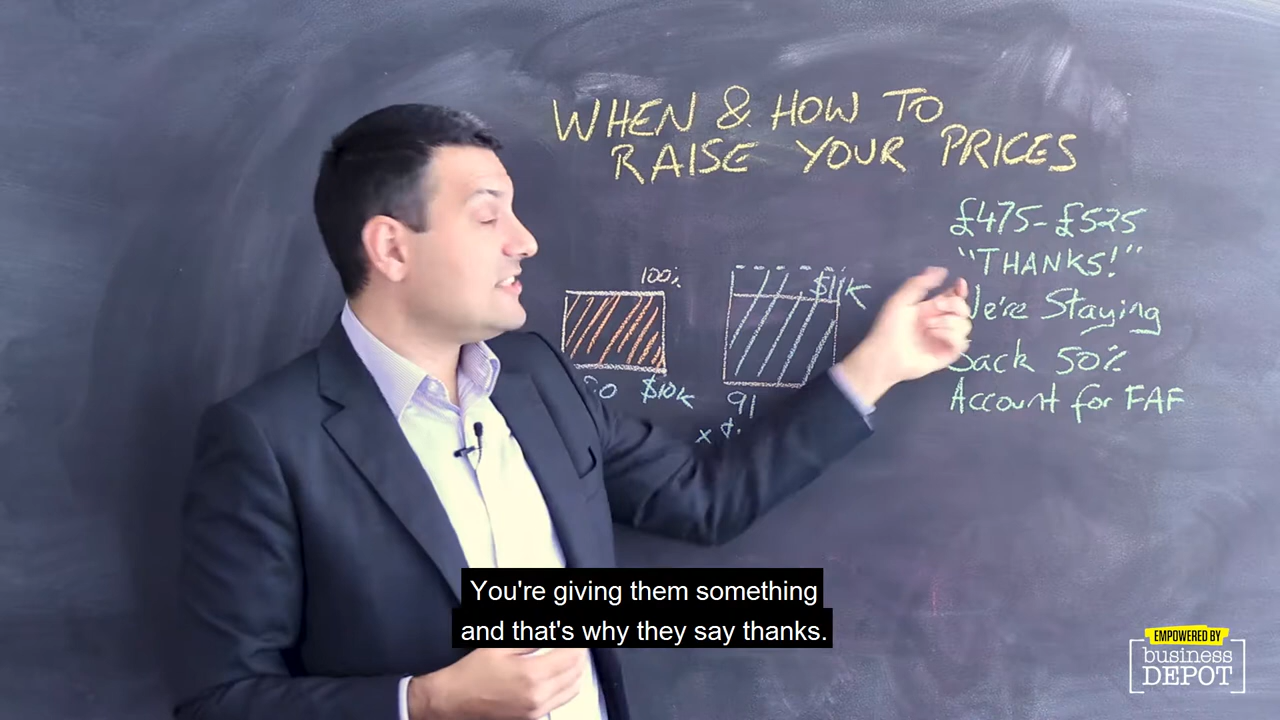 WHEN & HOW TO
RAISE YOUR PRICES
£475-£525
"THANKS!"
We're Staying
100%
$11K
Back 50%
$10K
91
Account for FAF
You're giving them something
and that's why they say thanks.
EMPOWERED BY
business
DEPOT